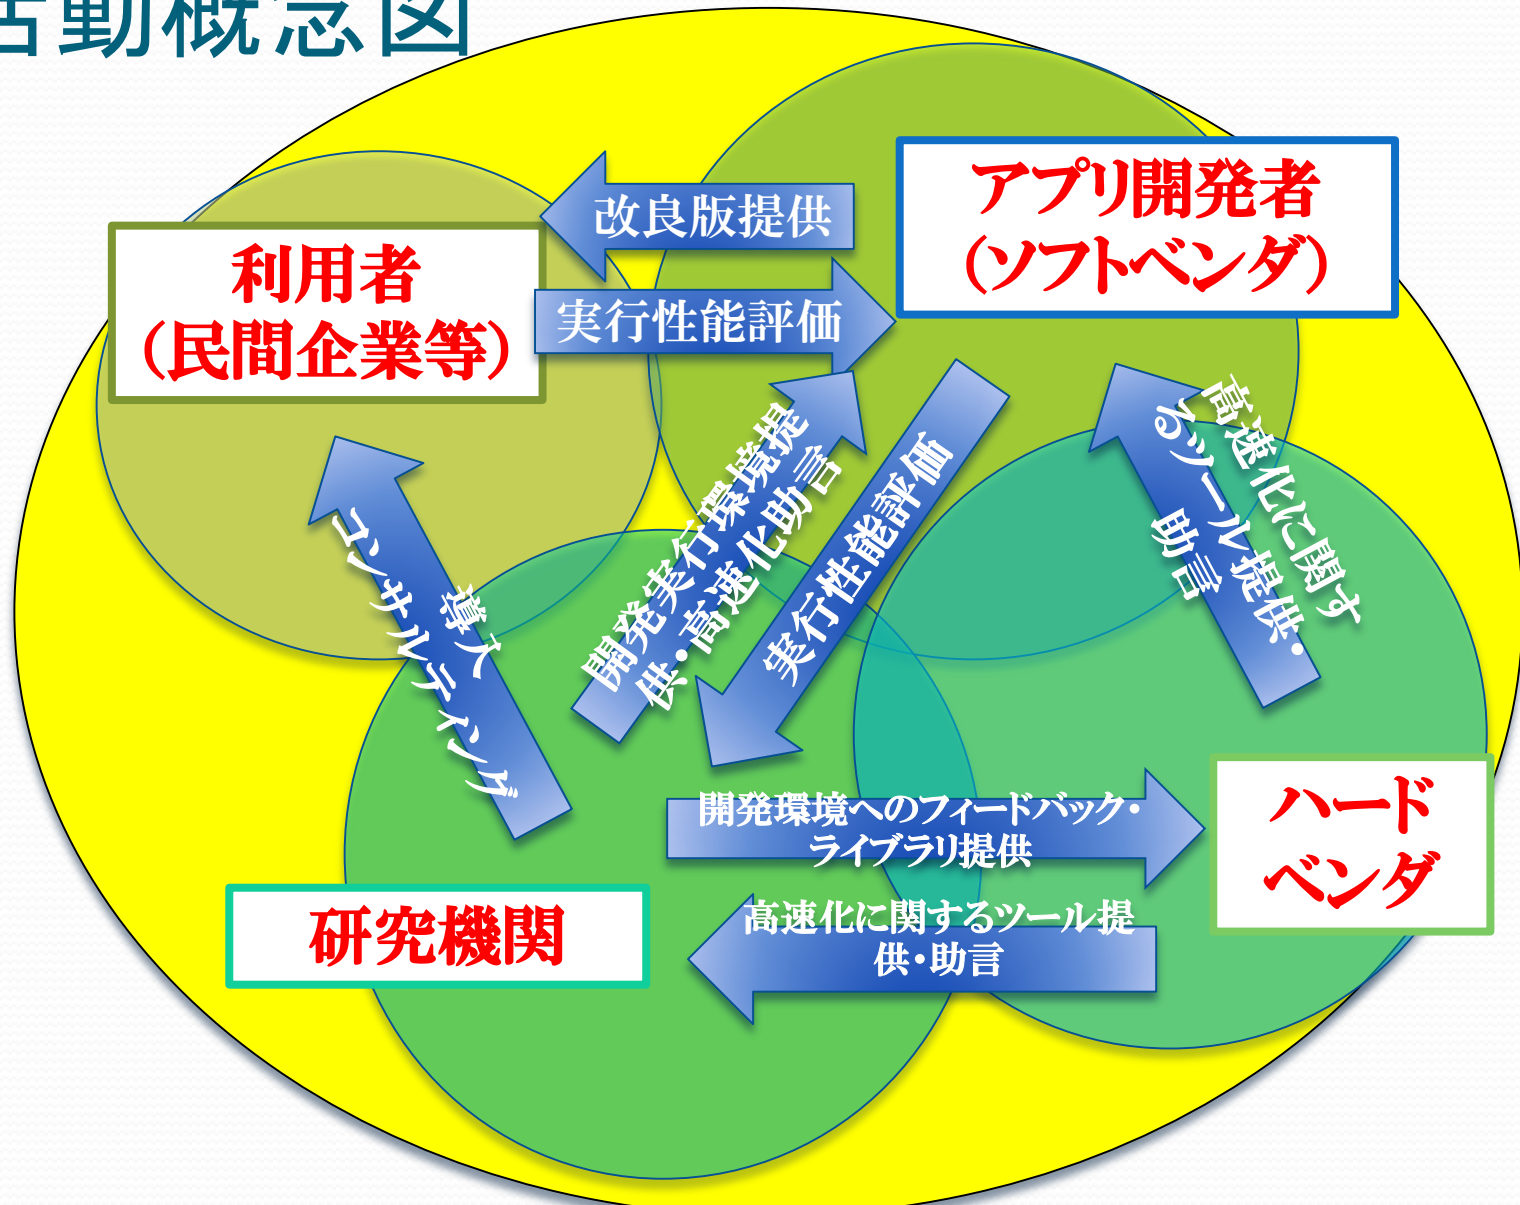 活動概念図
改良版提供
アプリ開発者
（ソフトベンダ）
利用者
（民間企業等）
実行性能評価
開発実行環境提
供・高速化助言
実行性能評価
高速化に関す
るツール提供・
助言
導入
コンサルティング
開発環境へのフィードバック・
ライブラリ提供
ハード
ベンダ
研究機関
高速化に関するツール提
供・助言